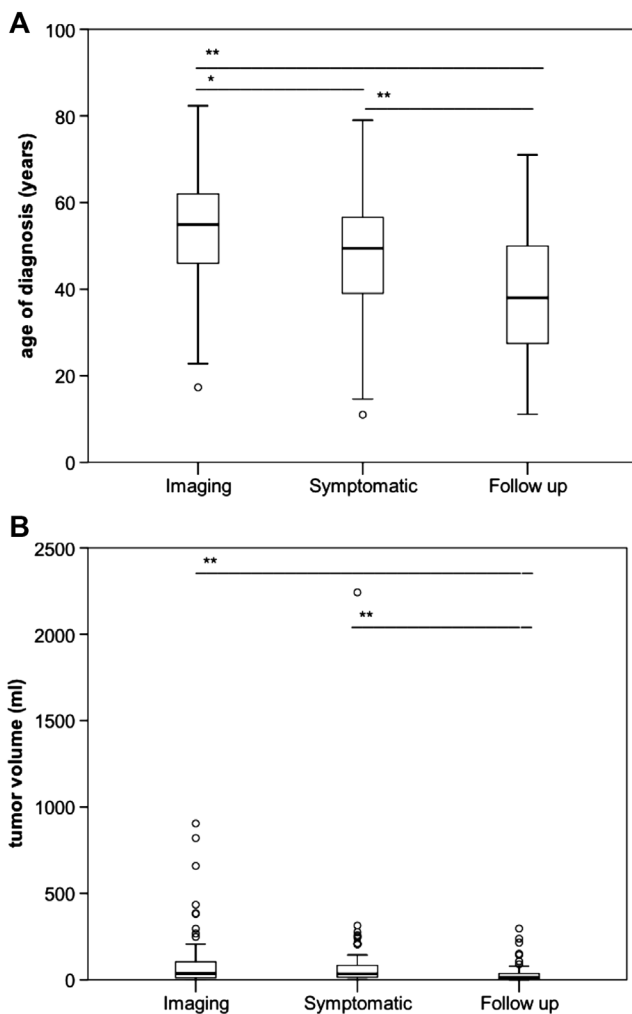 A
100
**
*
**
80
60
40
20
0
age of diagnosis (years)
Imaging Symptomatic Follow up
B
2500
**
**
2000
1500
1000
500
0
tumor volume (ml)
Imaging Symptomatic Follow up